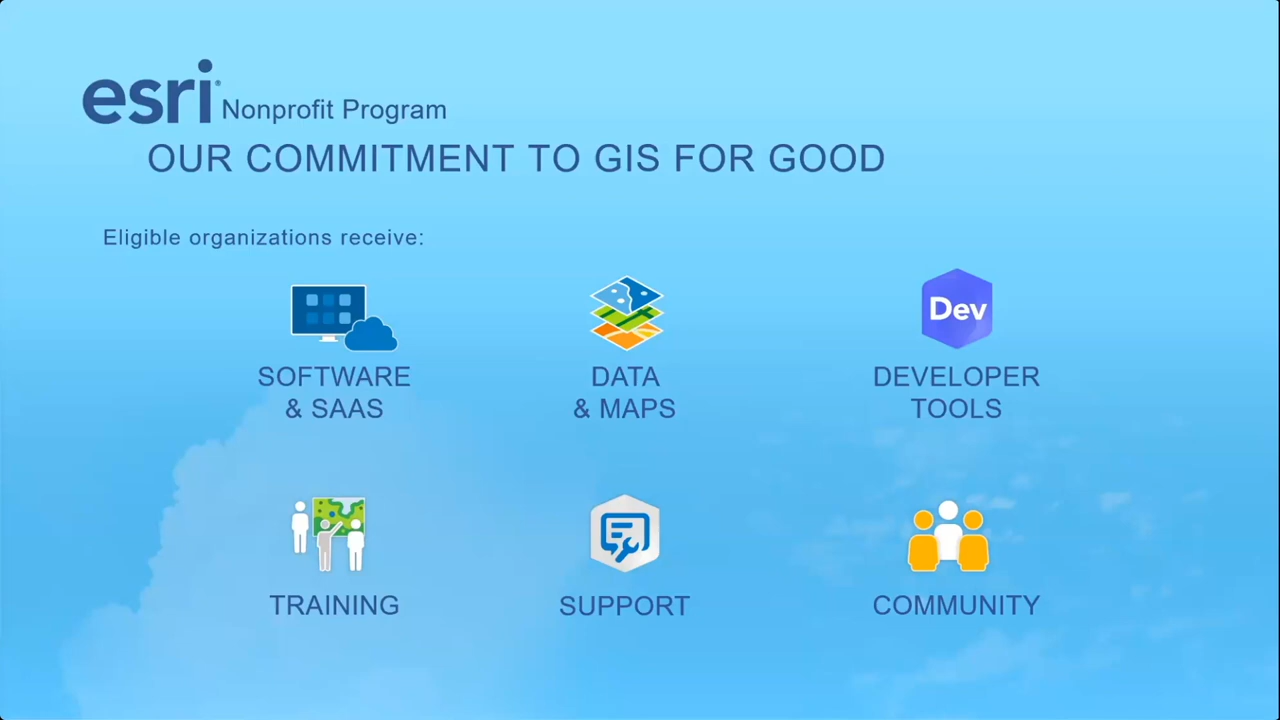 esri® Nonprofit Program
OUR COMMITMENT TO GIS FOR GOOD
Eligible organizations receive:
SOFTWARE
& SAAS
DATA
& MAPS
Dev
DEVELOPER
TOOLS
TRAINING
SUPPORT
COMMUNITY